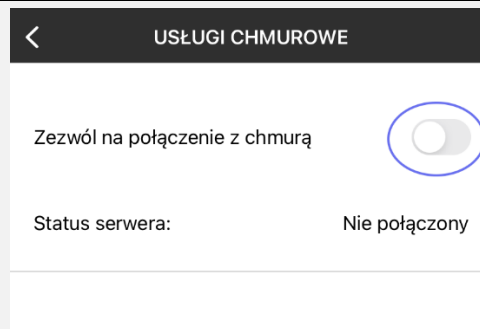 USŁUGI CHMUROWE
Zezwól na połączenie z chmurą
Status serwera: Nie połączony